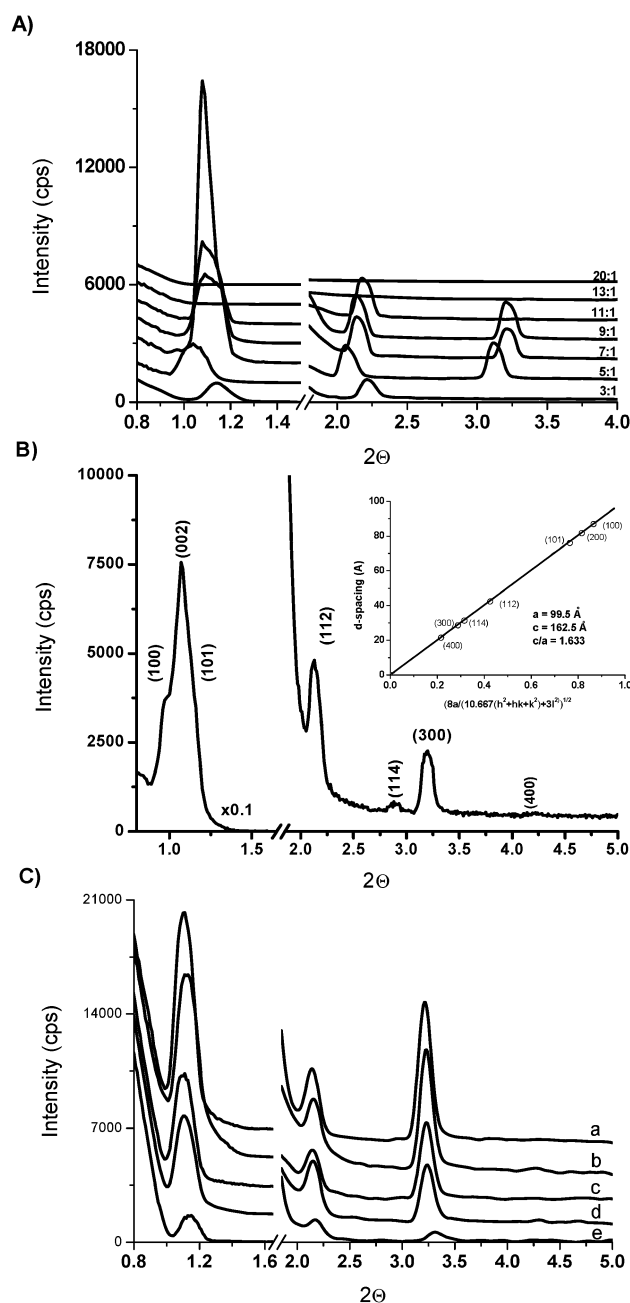 A)
18000
12000
6000
0
Intensity (cps)
20:1
13:1
11:1
9:1
7:1
5:1
3:1
0.8 1.0 1.2 1.4 2.0 2.5 3.0 3.5 4.0
2Θ
B)
10000
7500
5000
2500
0
Intensity (cps)
(002)
(100)
(101)
x0.1
(112)
(114)
(300)
(400)
1.0 1.5 2.0 2.5 3.0 3.5 4.0 4.5 5.0
2Θ
100
80
60
40
20
0
d-spacing (A)
(100)
(101)
(200)
(112)
(300)
(114)
(400)
a = 99.5 Å
c = 162.5 Å
c/a = 1.633
0.0 0.2 0.4 0.6 0.8 1.0
(8a/(10.667(h²+hk+k²)+3l²))¹/²
C)
21000
14000
7000
0
Intensity (cps)
a
b
c
d
e
0.8 1.2 1.6 2.0 2.5 3.0 3.5 4.0 4.5 5.0
2Θ